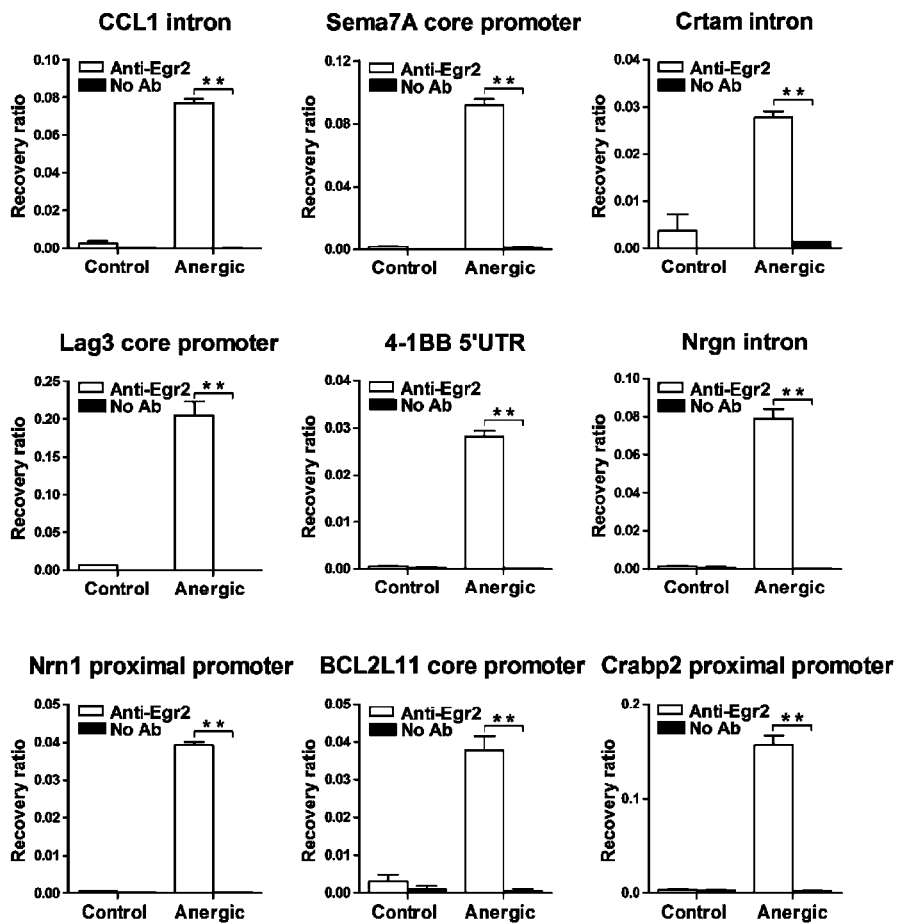 CCL1 intron
Recovery ratio
0.10
0.08
0.06
0.04
0.02
0.00
Anti-Egr2
No Ab
**
Control Anergic
Sema7A core promoter
Recovery ratio
0.12
0.08
0.04
0.00
Anti-Egr2
No Ab
**
Control Anergic
Crtam intron
Recovery ratio
0.04
0.03
0.02
0.01
0.00
Anti-Egr2
No Ab
**
Control Anergic
Lag3 core promoter
Recovery ratio
0.25
0.20
0.15
0.10
0.05
0.00
Anti-Egr2
No Ab
**
Control Anergic
4-1BB 5'UTR
Recovery ratio
0.04
0.03
0.02
0.01
0.00
Anti-Egr2
No Ab
**
Control Anergic
Nrgn intron
Recovery ratio
0.10
0.08
0.06
0.04
0.02
0.00
Anti-Egr2
No Ab
**
Control Anergic
Nrn1 proximal promoter
Recovery ratio
0.05
0.04
0.03
0.02
0.01
0.00
Anti-Egr2
No Ab
**
Control Anergic
BCL2L11 core promoter
Recovery ratio
0.05
0.04
0.03
0.02
0.01
0.00
Anti-Egr2
No Ab
**
Control Anergic
Crabp2 proximal promoter
Recovery ratio
0.2
0.1
0.0
Anti-Egr2
No Ab
**
Control Anergic